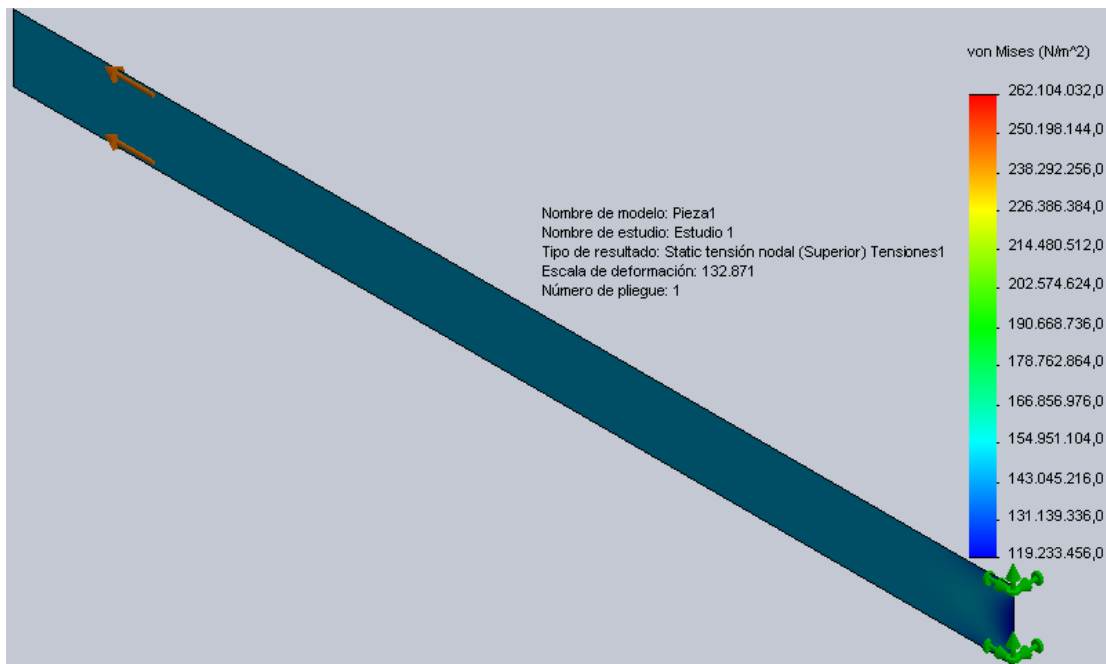 von Mises (N/m^2)
262.104.032,0
250.198.144,0
238.292.256,0
226.386.384,0
214.480.512,0
202.574.624,0
190.668.736,0
178.762.864,0
166.856.976,0
154.951.104,0
143.045.216,0
131.139.336,0
119.233.456,0
Nombre de modelo: Pieza1
Nombre de estudio: Estudio 1
Tipo de resultado: Static tensión nodal (Superior) Tensiones1
Escala de deformación: 132.871
Número de pliegue: 1